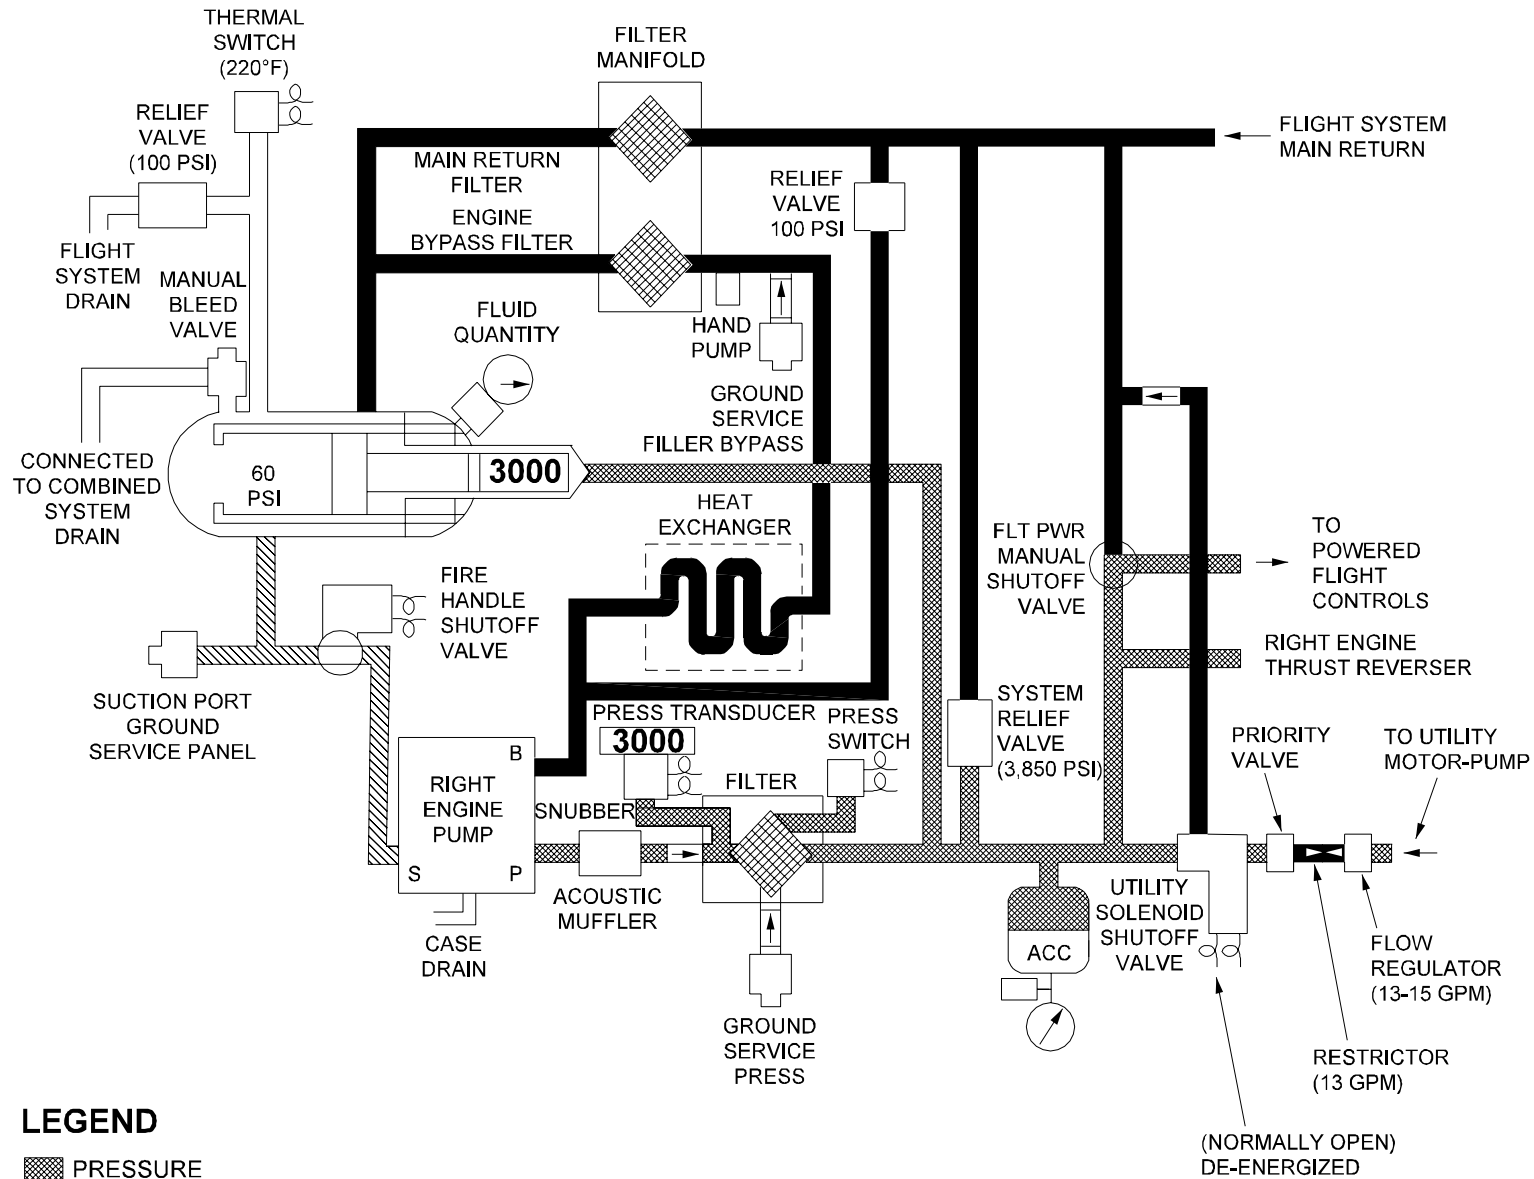 THERMAL
SWITCH
(220°F)
FILTER
MANIFOLD
RELIEF
VALVE
(100 PSI)
FLIGHT SYSTEM
MAIN RETURN
MAIN RETURN
FILTER
ENGINE
BYPASS FILTER
RELIEF
VALVE
100 PSI
FLIGHT
SYSTEM
DRAIN
MANUAL
BLEED
VALVE
FLUID
QUANTITY
HAND
PUMP
GROUND
SERVICE
FILLER BYPASS
CONNECTED
TO COMBINED
SYSTEM
DRAIN
60
PSI
3000
HEAT
EXCHANGER
FLT PWR
MANUAL
SHUTOFF
VALVE
TO
POWERED
FLIGHT
CONTROLS
FIRE
HANDLE
SHUTOFF
VALVE
RIGHT ENGINE
THRUST REVERSER
SUCTION PORT
GROUND
SERVICE PANEL
SYSTEM
RELIEF
VALVE
(3,850 PSI)
PRESS TRANSDUCER
3000
PRESS
SWITCH
PRIORITY
VALVE
TO UTILITY
MOTOR-PUMP
B
RIGHT
ENGINE
PUMP
S
P
SNUBBER
FILTER
ACOUSTIC
MUFFLER
CASE
DRAIN
ACC
UTILITY
SOLENOID
SHUTOFF
VALVE
FLOW
REGULATOR
(13-15 GPM)
GROUND
SERVICE
PRESS
RESTRICTOR
(13 GPM)
(NORMALLY OPEN)
DE-ENERGIZED
LEGEND
PRESSURE